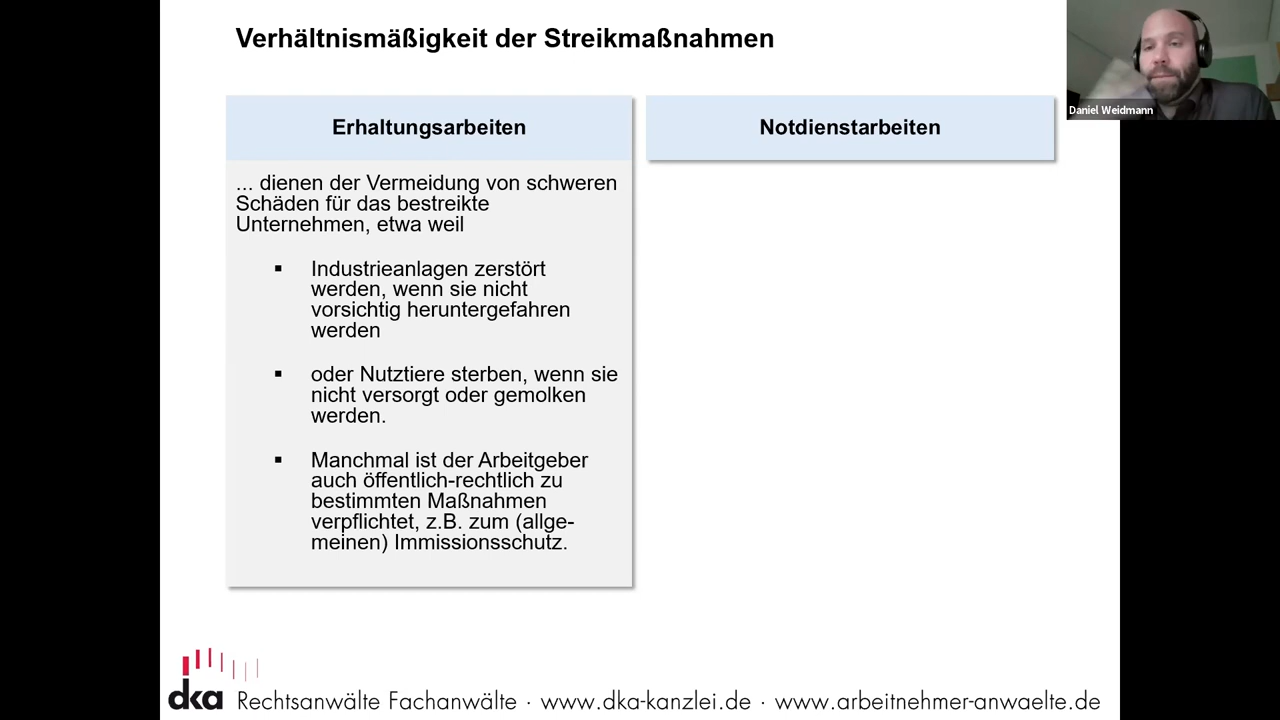 Verhältnismäßigkeit der Streikmaßnahmen
Daniel Weidmann
Erhaltungsarbeiten
... dienen der Vermeidung von schweren
Schäden für das bestreikte
Unternehmen, etwa weil
▪ Industrieanlagen zerstört
werden, wenn sie nicht
vorsichtig heruntergefahren
werden
▪ oder Nutztiere sterben, wenn sie
nicht versorgt oder gemolken
werden.
▪ Manchmal ist der Arbeitgeber
auch öffentlich-rechtlich zu
bestimmten Maßnahmen
verpflichtet, z.B. zum (allge-
meinen) Immissionsschutz.
Notdienstarbeiten
dka Rechtsanwälte Fachanwälte · www.dka-kanzlei.de · www.arbeitnehmer-anwaelte.de